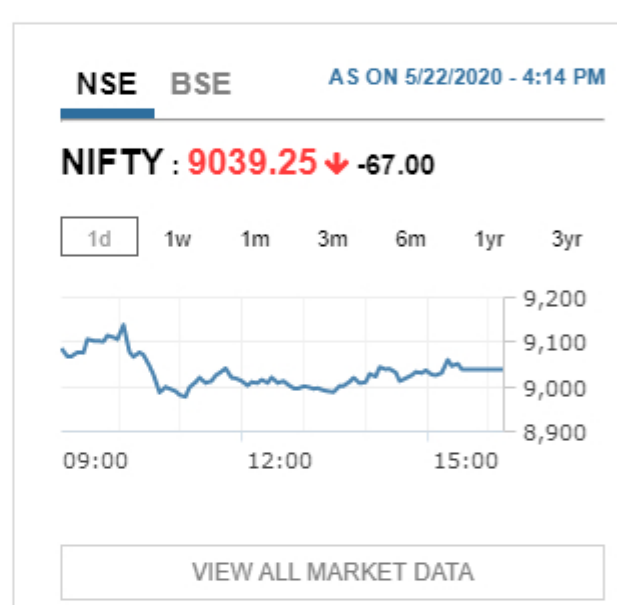 NSE BSE AS ON 5/22/2020 - 4:14 PM
NIFTY : 9039.25 -67.00
1d 1w 1m 3m 6m 1yr 3yr
9,200
9,100
9,000
8,900
09:00 12:00 15:00
VIEW ALL MARKET DATA